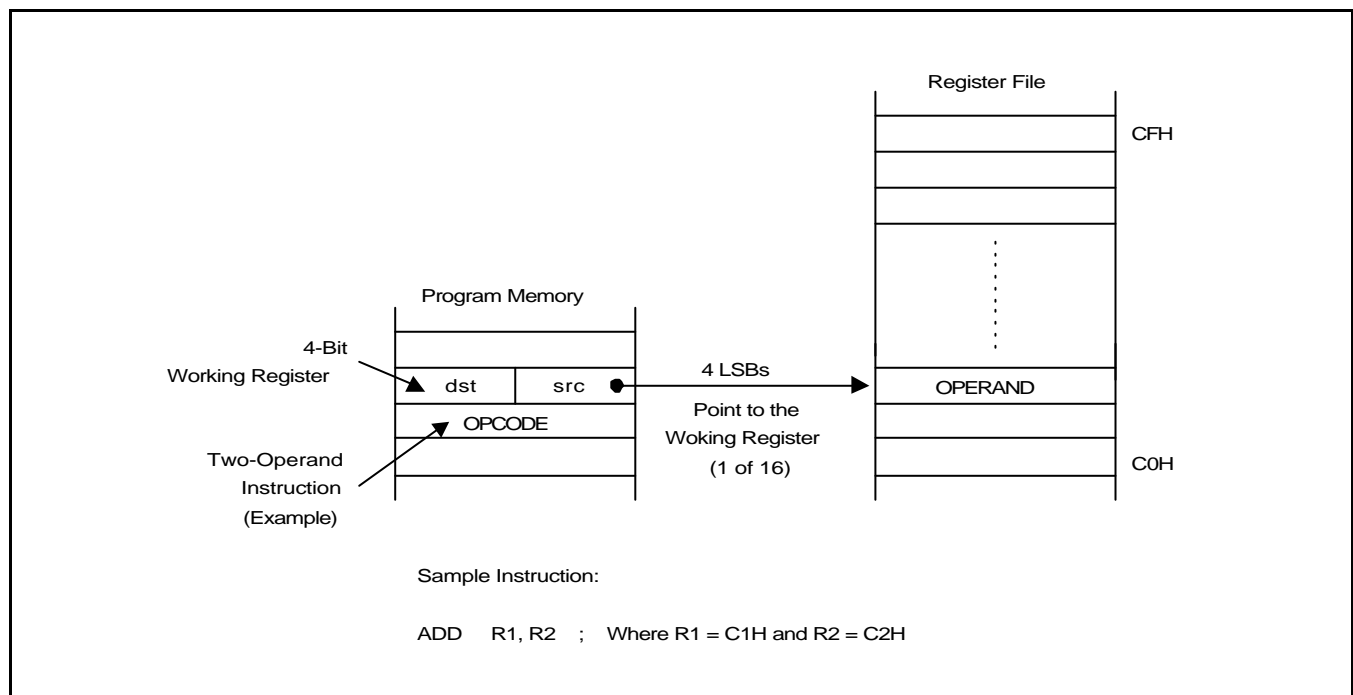 Register File
CFH
Program Memory
4-Bit
Working Register
dst
src
4 LSBs
OPERAND
Point to the
Woking Register
(1 of 16)
OPCODE
Two-Operand
Instruction
(Example)
C0H
Sample Instruction:
ADD R1, R2 ; Where R1 = C1H and R2 = C2H